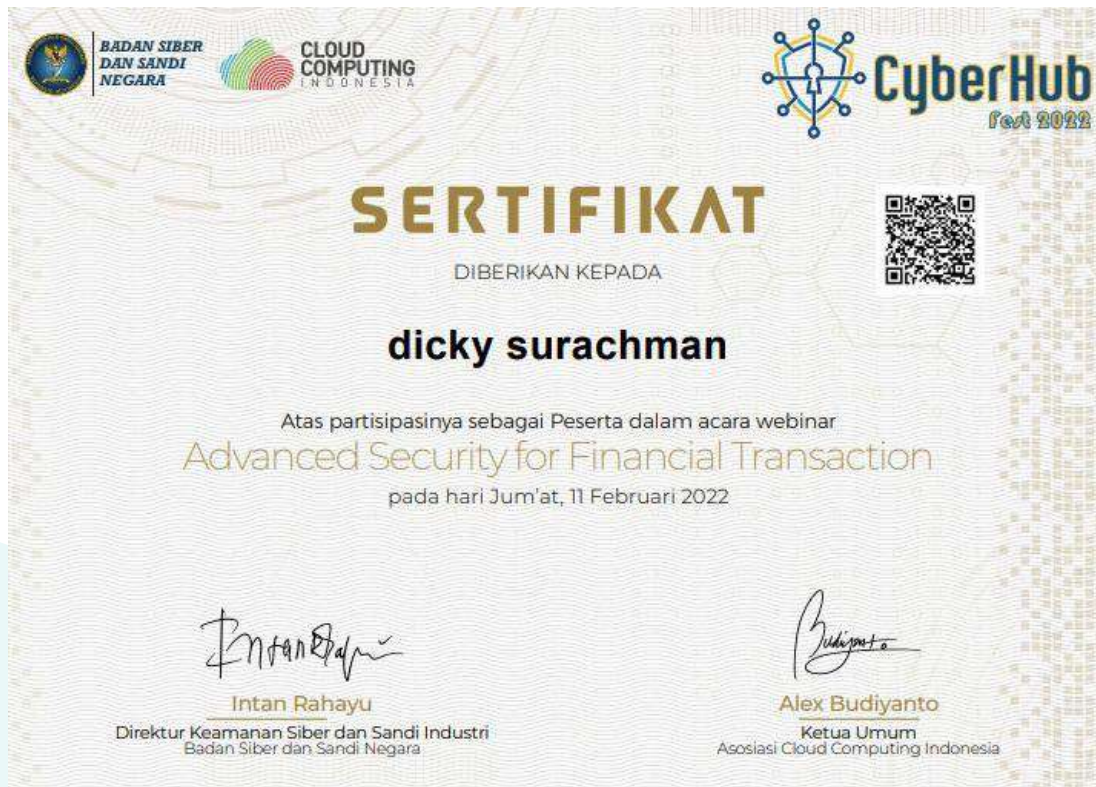 BADAN SIBER
DAN SANDI
NEGARA
CLOUD
COMPUTING
INDONESIA
CyberHub
Fest 2022
SERTIFIKAT
DIBERIKAN KEPADA
dicky surachman
Atas partisipasinya sebagai Peserta dalam acara webinar
Advanced Security for Financial Transaction
pada hari Jum'at, 11 Februari 2022
Intan Rahayu
Direktur Keamanan Siber dan Sandi Industri
Badan Siber dan Sandi Negara
Budiyanto
Alex Budiyanto
Ketua Umum
Asosiasi Cloud Computing Indonesia